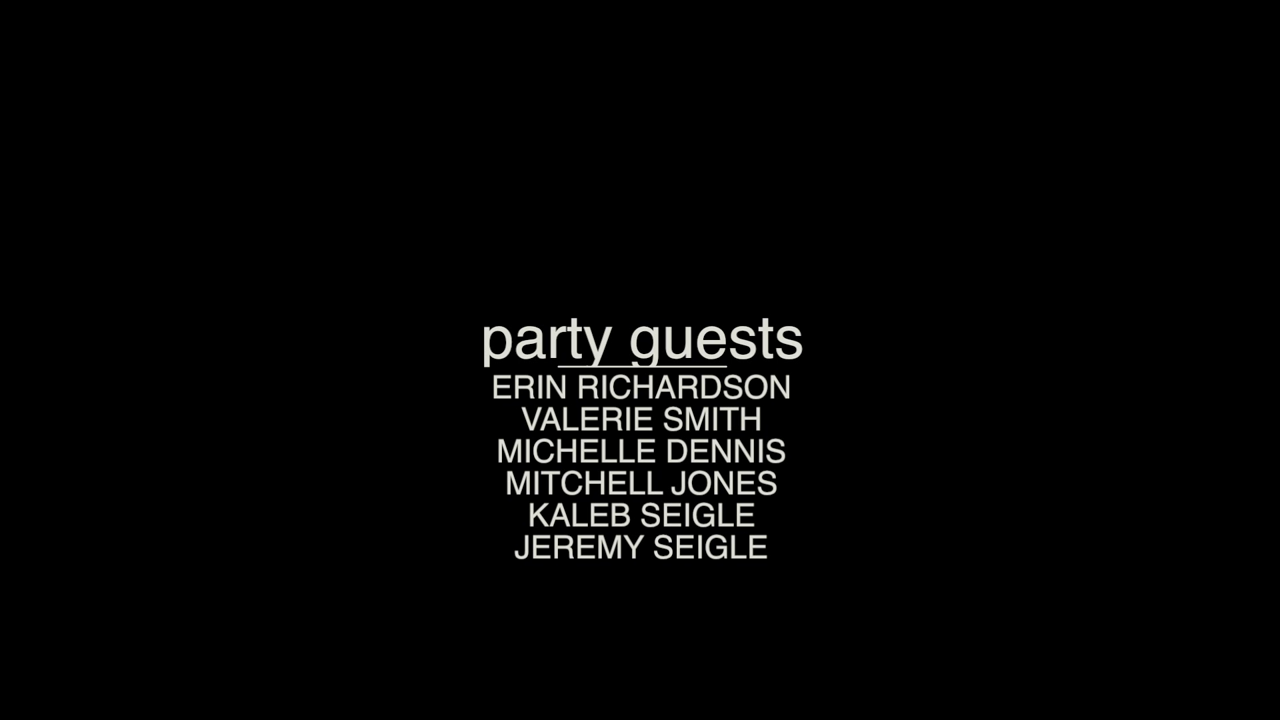 party guests
ERIN RICHARDSON
VALERIE SMITH
MICHELLE DENNIS
MITCHELL JONES
KALEB SEIGLE
JEREMY SEIGLE